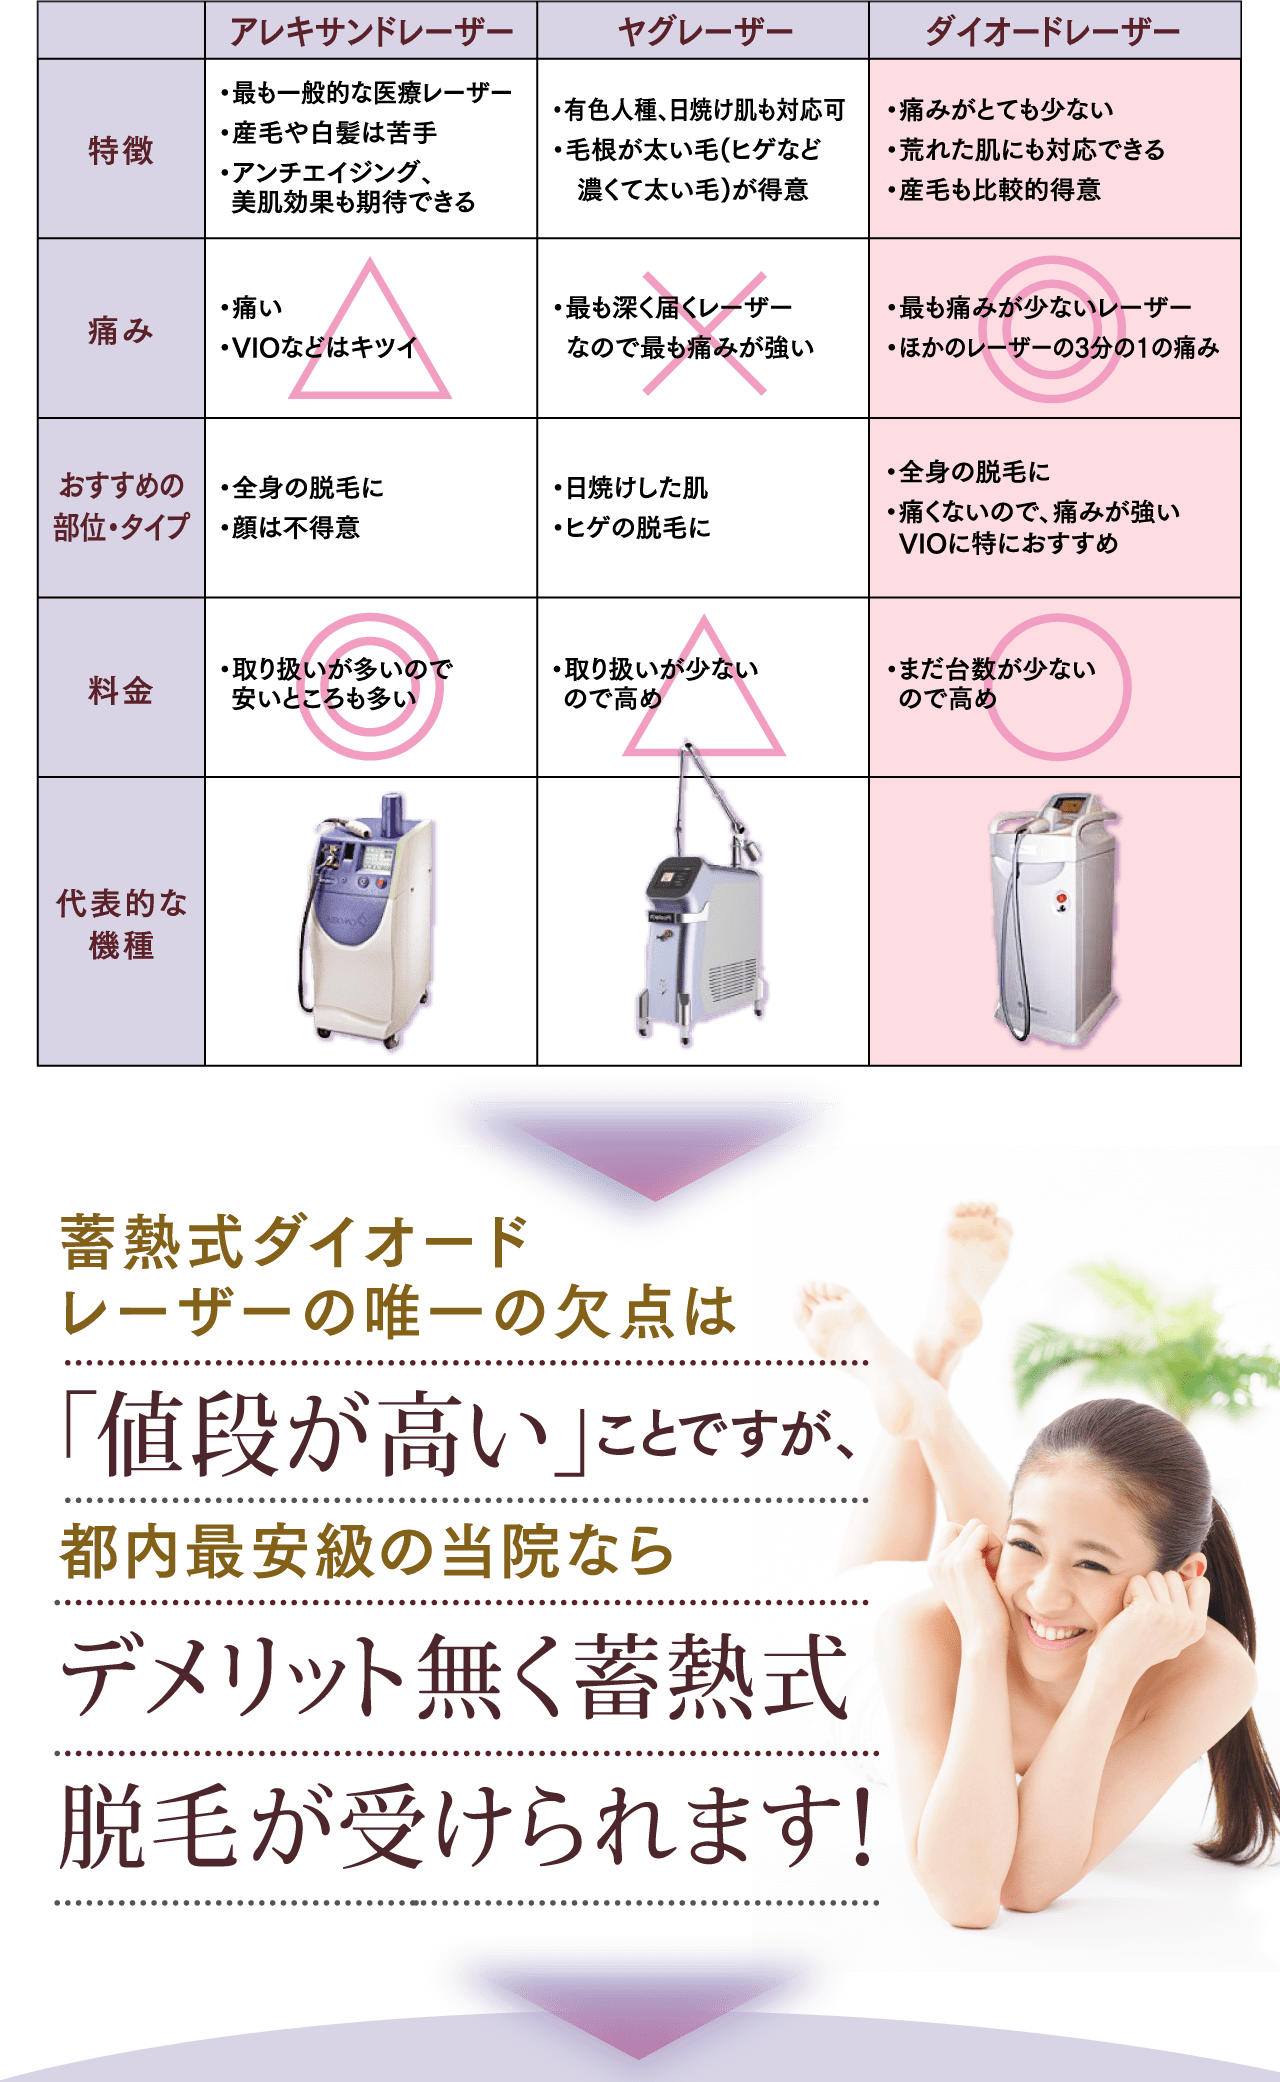 アレキサンドレーザー
ヤグレーザー
ダイオードレーザー
特徴
・最も一般的な医療レーザー
・産毛や白髪は苦手
・アンチエイジング、
美肌効果も期待できる
・有色人種、日焼け肌も対応可
・毛根が太い毛(ヒゲなど
濃くて太い毛)が得意
・痛みがとても少ない
・荒れた肌にも対応できる
・産毛も比較的得意
痛み
・痛い
・VIOなどはキツイ
・最も深く届くレーザー
なので最も痛みが強い
・最も痛みが少ないレーザー
・ほかのレーザーの3分の1の痛み
おすすめの
部位・タイプ
・全身の脱毛に
・顔は不得意
・日焼けした肌
・ヒゲの脱毛に
・全身の脱毛に
・痛くないので、痛みが強い
VIOに特におすすめ
料金
・取り扱いが多いので
安いところも多い
・取り扱いが少ない
ので高め
・まだ台数が少ない
ので高め
代表的な
機種
蓄熱式ダイオード
レーザーの唯一の欠点は
「値段が高い」ことですが、
都内最安級の当院なら
デメリット無く蓄熱式
脱毛が受けられます！